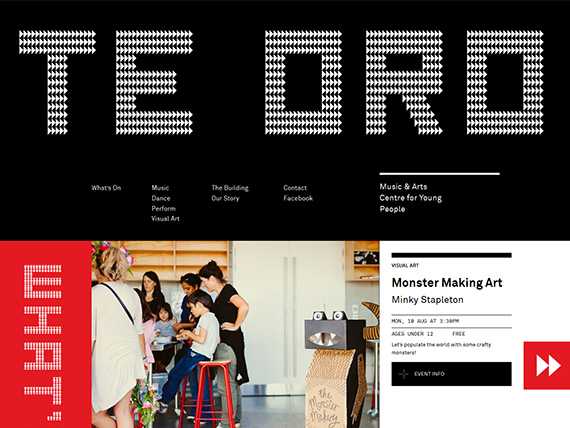 TE ORO
What's On
Music
Dance
Perform
Visual Art
The Building
Our Story
Contact
Facebook
Music & Arts
Centre for Young
People
WHAT'
VISUAL ART
Monster Making Art
Minky Stapleton
MON, 10 AUG AT 3:30PM
AGES UNDER 12 FREE
Let's populate the world with some crafty
monsters!
EVENT INFO
the
Monster
Making